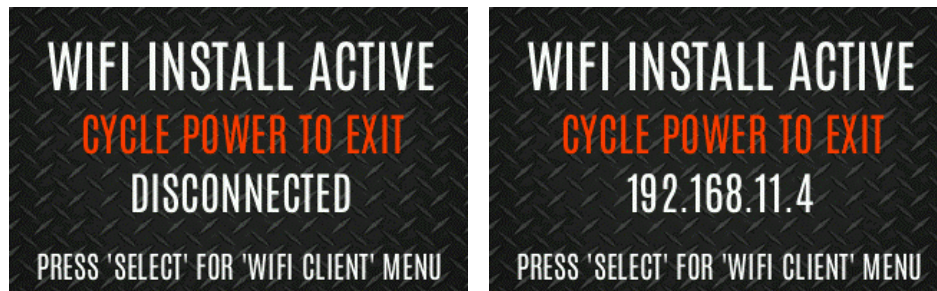 WIFI INSTALL ACTIVE
CYCLE POWER TO EXIT
DISCONNECTED
PRESS 'SELECT' FOR 'WIFI CLIENT' MENU
WIFI INSTALL ACTIVE
CYCLE POWER TO EXIT
192.168.11.4
PRESS 'SELECT' FOR 'WIFI CLIENT' MENU